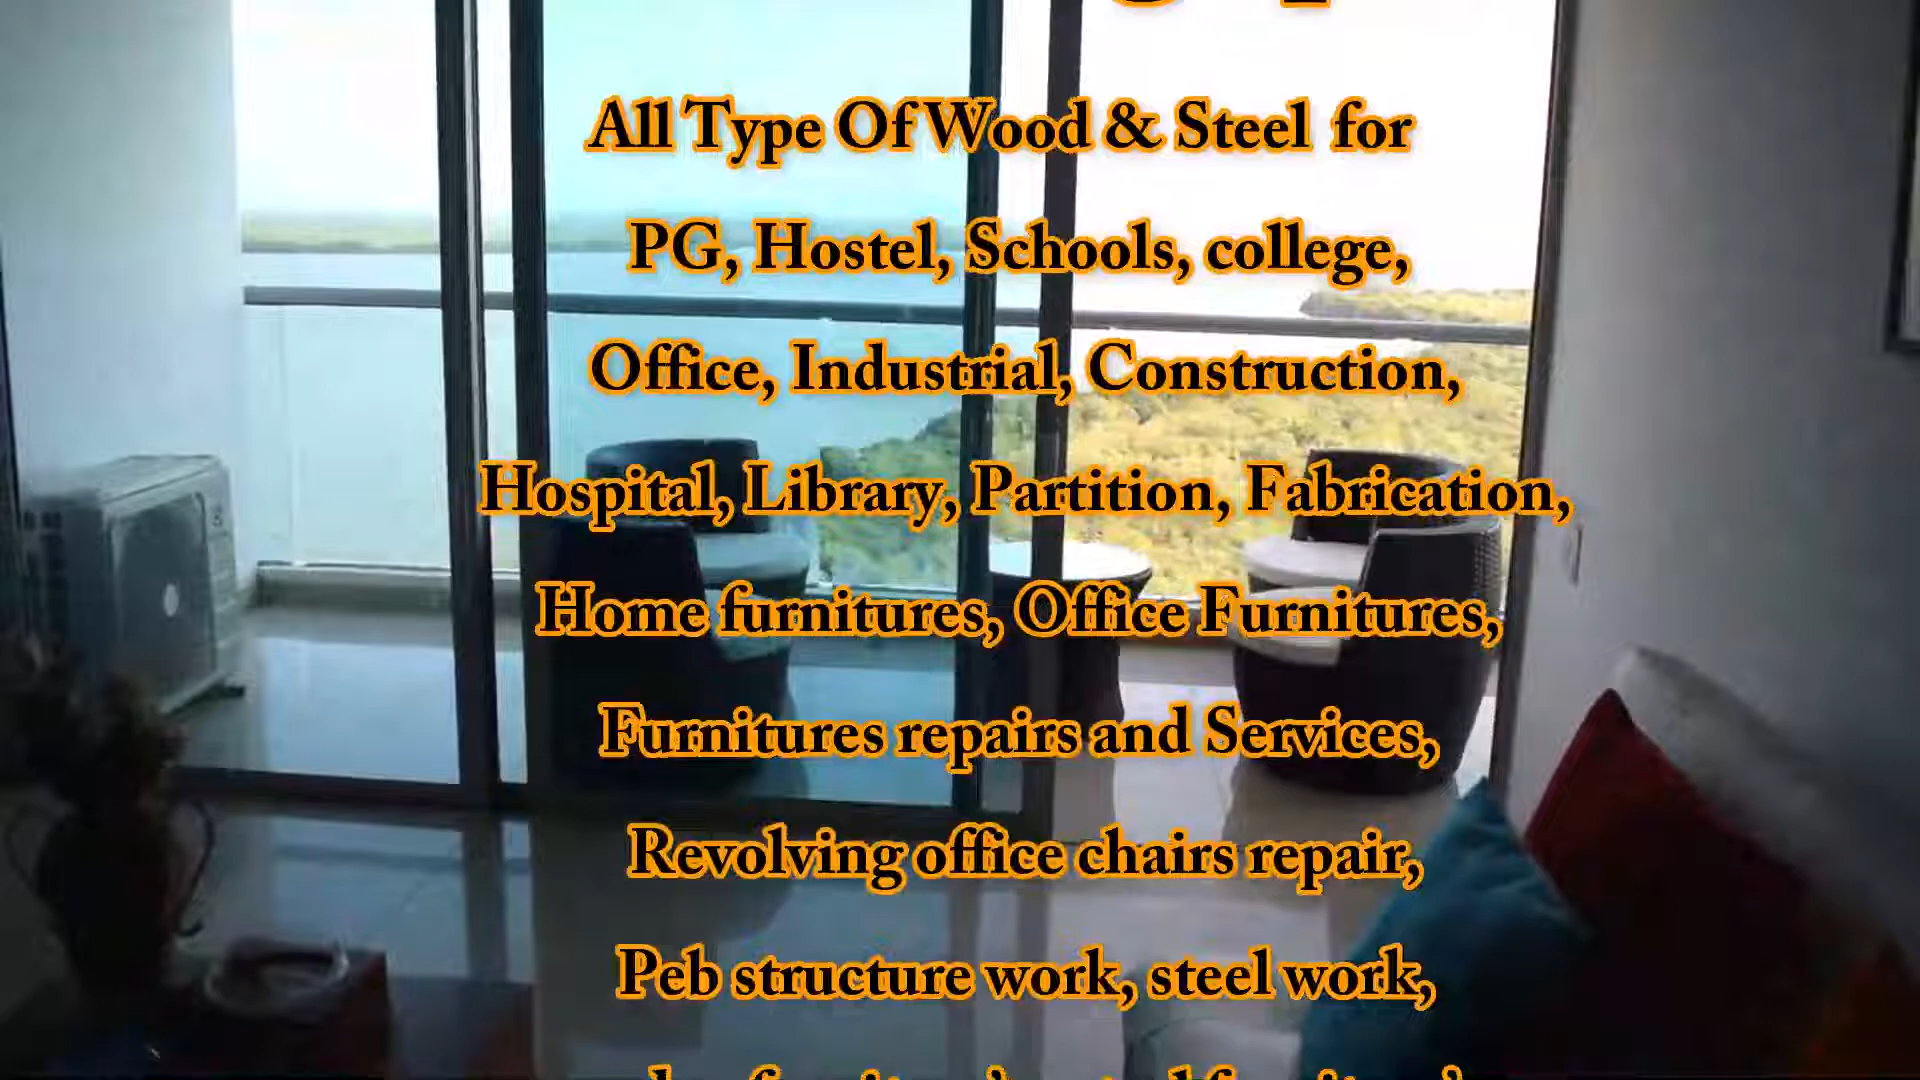 All Type Of Wood & Steel for
PG, Hostel, Schools, college,
Office, Industrial, Construction,
Hospital, Library, Partition, Fabrication,
Home furnitures, Office Furnitures,
Furnitures repairs and Services,
Revolving office chairs repair,
Peb structure work, steel work,